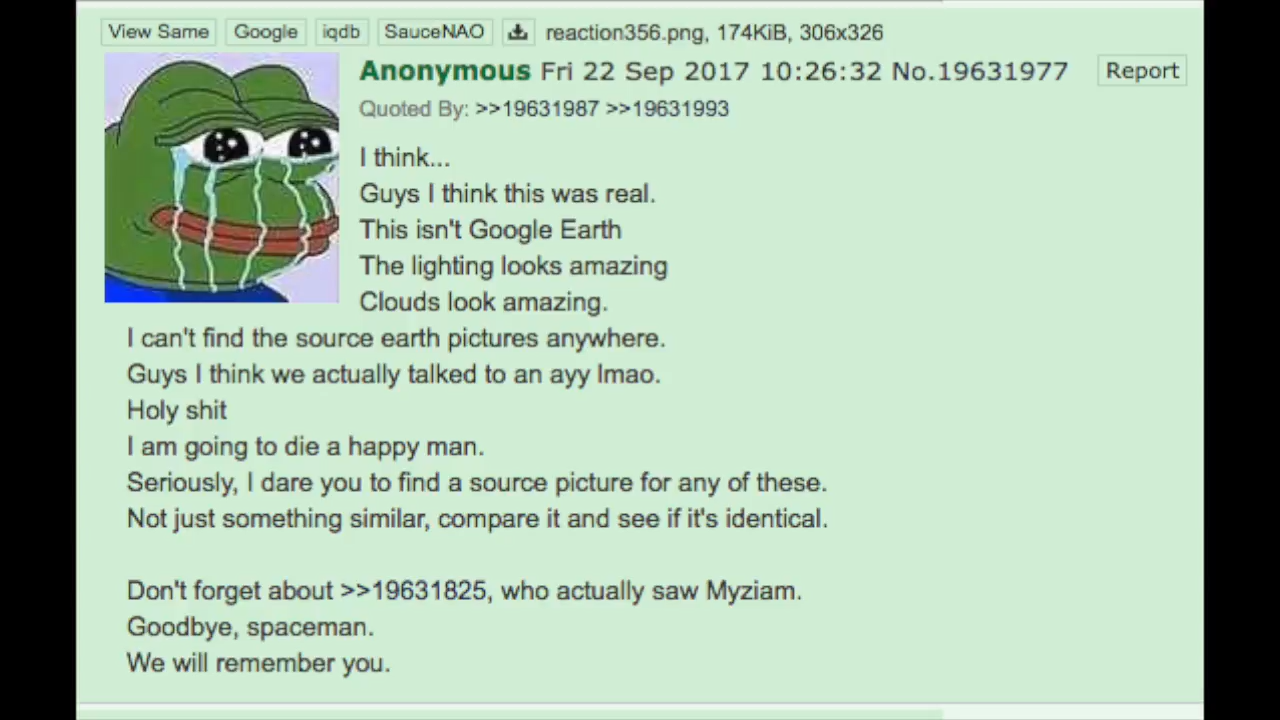 View Same Google iqdb SauceNAO reaction356.png, 174KiB, 306x326
Anonymous Fri 22 Sep 2017 10:26:32 No.19631977 Report
Quoted By: >>19631987 >>19631993
I think...
Guys I think this was real.
This isn't Google Earth
The lighting looks amazing
Clouds look amazing.
I can't find the source earth pictures anywhere.
Guys I think we actually talked to an ayy lmao.
Holy shit
I am going to die a happy man.
Seriously, I dare you to find a source picture for any of these.
Not just something similar, compare it and see if it's identical.
Don't forget about >>19631825, who actually saw Myziam.
Goodbye, spaceman.
We will remember you.